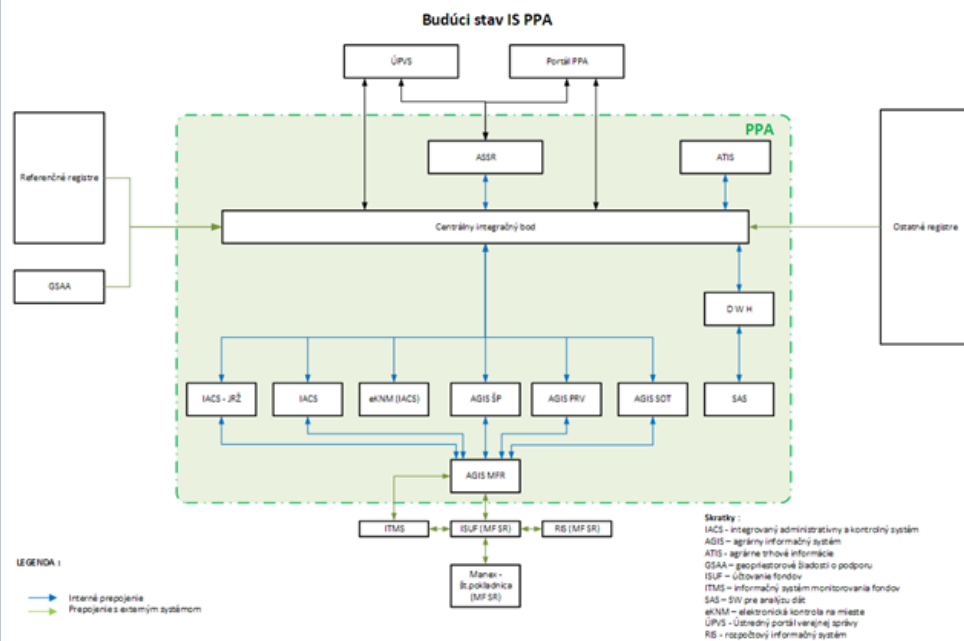 Budúci stav IS PPA
ÚPVS
Portál PPA
PPA
Referenčné registre
ASSR
ATIS
Centrálny integračný bod
Ostatné registre
GSAA
D W H
IACS - JRŽ
IACS
eKNM (IACS)
AGIS ŠP
AGIS PRV
AGIS SOT
SAS
AGIS MFR
ITMS
ISUF (MF SR)
RIS (MF SR)
Manex -
št.pokladnica
(MF SR)
LEGENDA :
Interné prepojenie
Prepojenie s externým systémom
Skratky :
IACS - integrovaný administratívny a kontrolný systém
AGIS – agrárny informačný systém
ATIS - agrárne trhové informácie
GSAA – geopriestorové žiadosti o podporu
ISUF – účtovanie fondov
ITMS – informačný systém monitorovania fondov
SAS – SW pre analýzu dát
eKNM – elektronická kontrola na mieste
ÚPVS - Ústredný portál verejnej správy
RIS - rozpočtový informačný systém